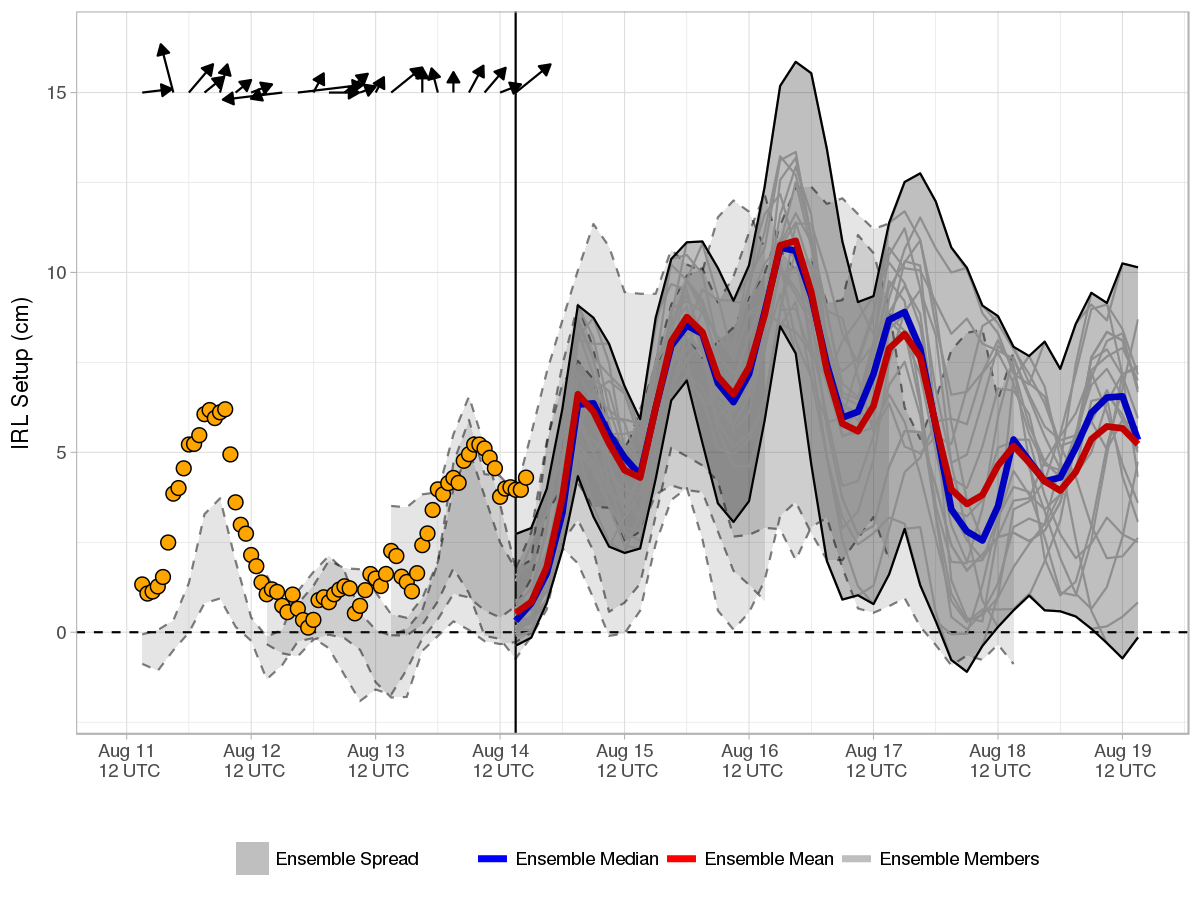 IRL Setup (cm)
15
10
5
0
Aug 11
12 UTC
Aug 12
12 UTC
Aug 13
12 UTC
Aug 14
12 UTC
Aug 15
12 UTC
Aug 16
12 UTC
Aug 17
12 UTC
Aug 18
12 UTC
Aug 19
12 UTC
Ensemble Spread
Ensemble Median
Ensemble Mean
Ensemble Members